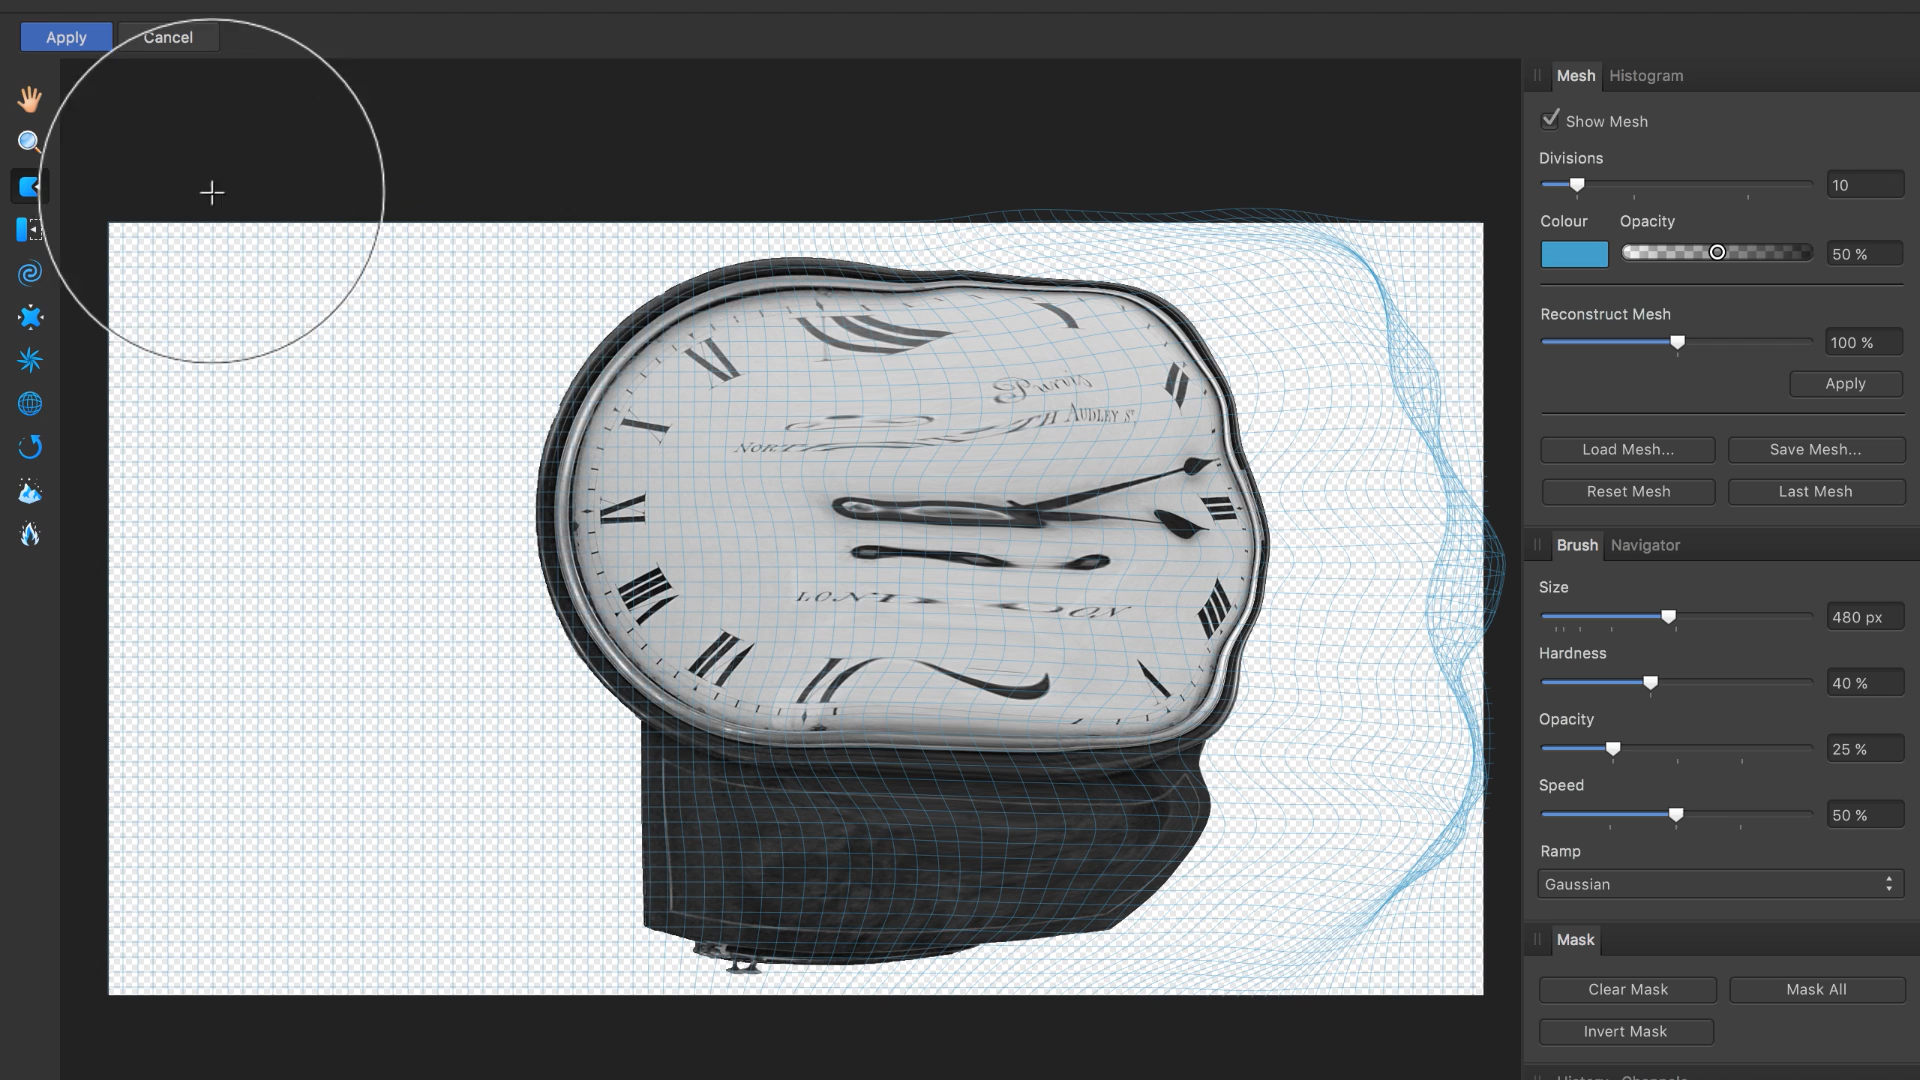 Apply
Cancel
Mesh
Histogram
Show Mesh
Divisions
10
Colour
Opacity
50 %
Reconstruct Mesh
100 %
Apply
Load Mesh...
Save Mesh...
Reset Mesh
Last Mesh
Brush
Navigator
Size
480 px
Hardness
40 %
Opacity
25 %
Speed
50 %
Ramp
Gaussian
Mask
Clear Mask
Mask All
Invert Mask
AUDLEY ST